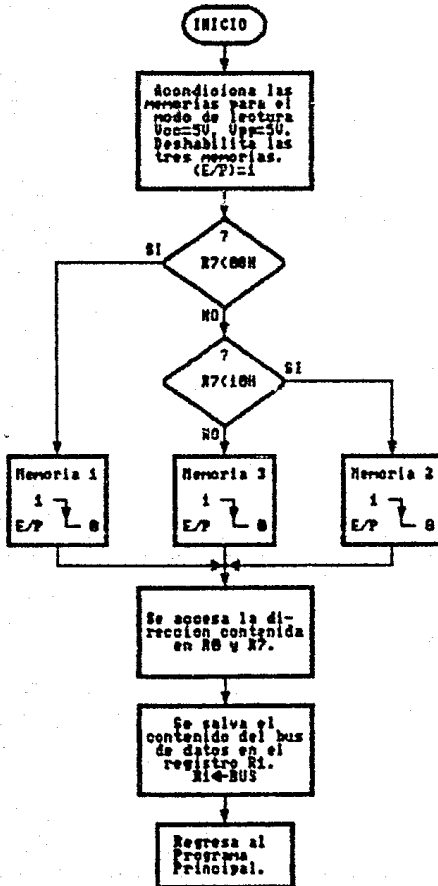 INICIO
Acondiciona las
memorias para el
modo de lectura
Vcc=5V. Vpp=5V.
Deshabilita las
tres memorias.
(E/P)=1
?
SI
R7<08H
NO
?
R7<10H
SI
NO
Memoria 1
1
E/P 0
Memoria 3
1
E/P 0
Memoria 2
1
E/P 0
Se accesa la di-
reccion contenida
en R0 y R7.
Se salva el
contenido del bus
de datos en el
registro R1.
R1←BUS
Regresa al
Programa
Principal.